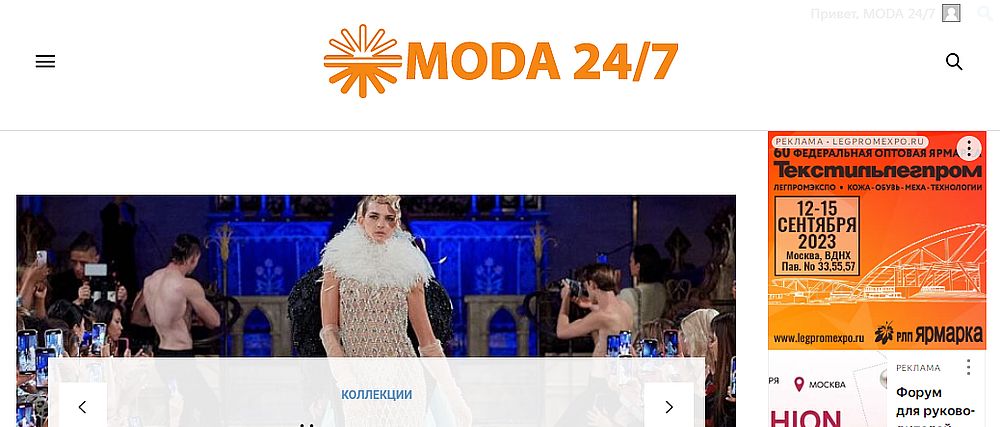 Привет, MODA 24/7
MODA 24/7
КОЛЛЕКЦИИ
РЕКЛАМА • LEGPROMEXPO.RU
60 ФЕДЕРАЛЬНАЯ ОПТОВАЯ ЯРМАРК
Текстильлегпром
ЛЕГПРОМЭКСПО • КОЖА-ОБУВЬ-МЕХА-ТЕХНОЛОГИИ
12-15
СЕНТЯБРЯ
2023
Москва, ВДНХ
Пав. No 33,55,57
www.legpromexpo.ru
РЛП ЯРМАРКА
МОСКВА
HION
РЕКЛАМА
Форум
для руково-